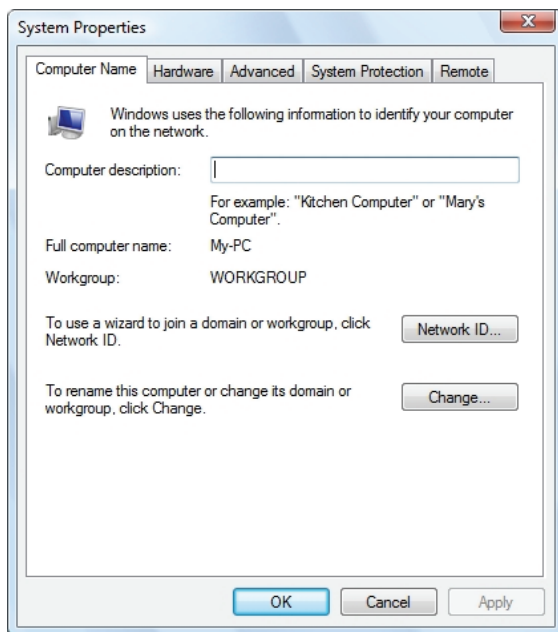 System Properties
Computer Name Hardware Advanced System Protection Remote
Windows uses the following information to identify your computer
on the network.
Computer description:
For example: "Kitchen Computer" or "Mary's
Computer".
Full computer name: My-PC
Workgroup: WORKGROUP
To use a wizard to join a domain or workgroup, click
Network ID.
Network ID...
To rename this computer or change its domain or
workgroup, click Change.
Change...
OK Cancel Apply